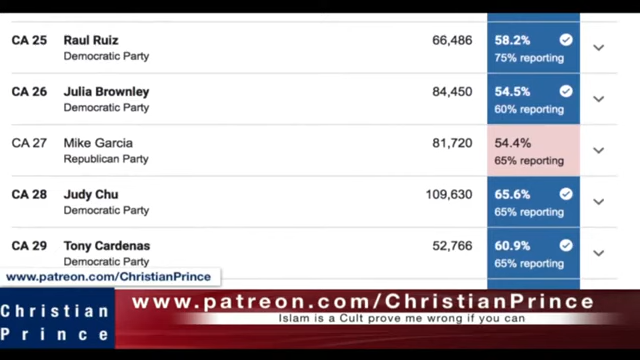 CA 25 Raul Ruiz 66,486 58.2%
Democratic Party 75% reporting
CA 26 Julia Brownley 84,450 54.5%
Democratic Party 60% reporting
CA 27 Mike Garcia 81,720 54.4%
Republican Party 65% reporting
CA 28 Judy Chu 109,630 65.6%
Democratic Party 65% reporting
CA 29 Tony Cardenas 52,766 60.9%
Democratic Party 65% reporting
www.patreon.com/ChristianPrince
Christian
Prince
www.patreon.com/ChristianPrince
Islam is a Cult prove me wrong if you can